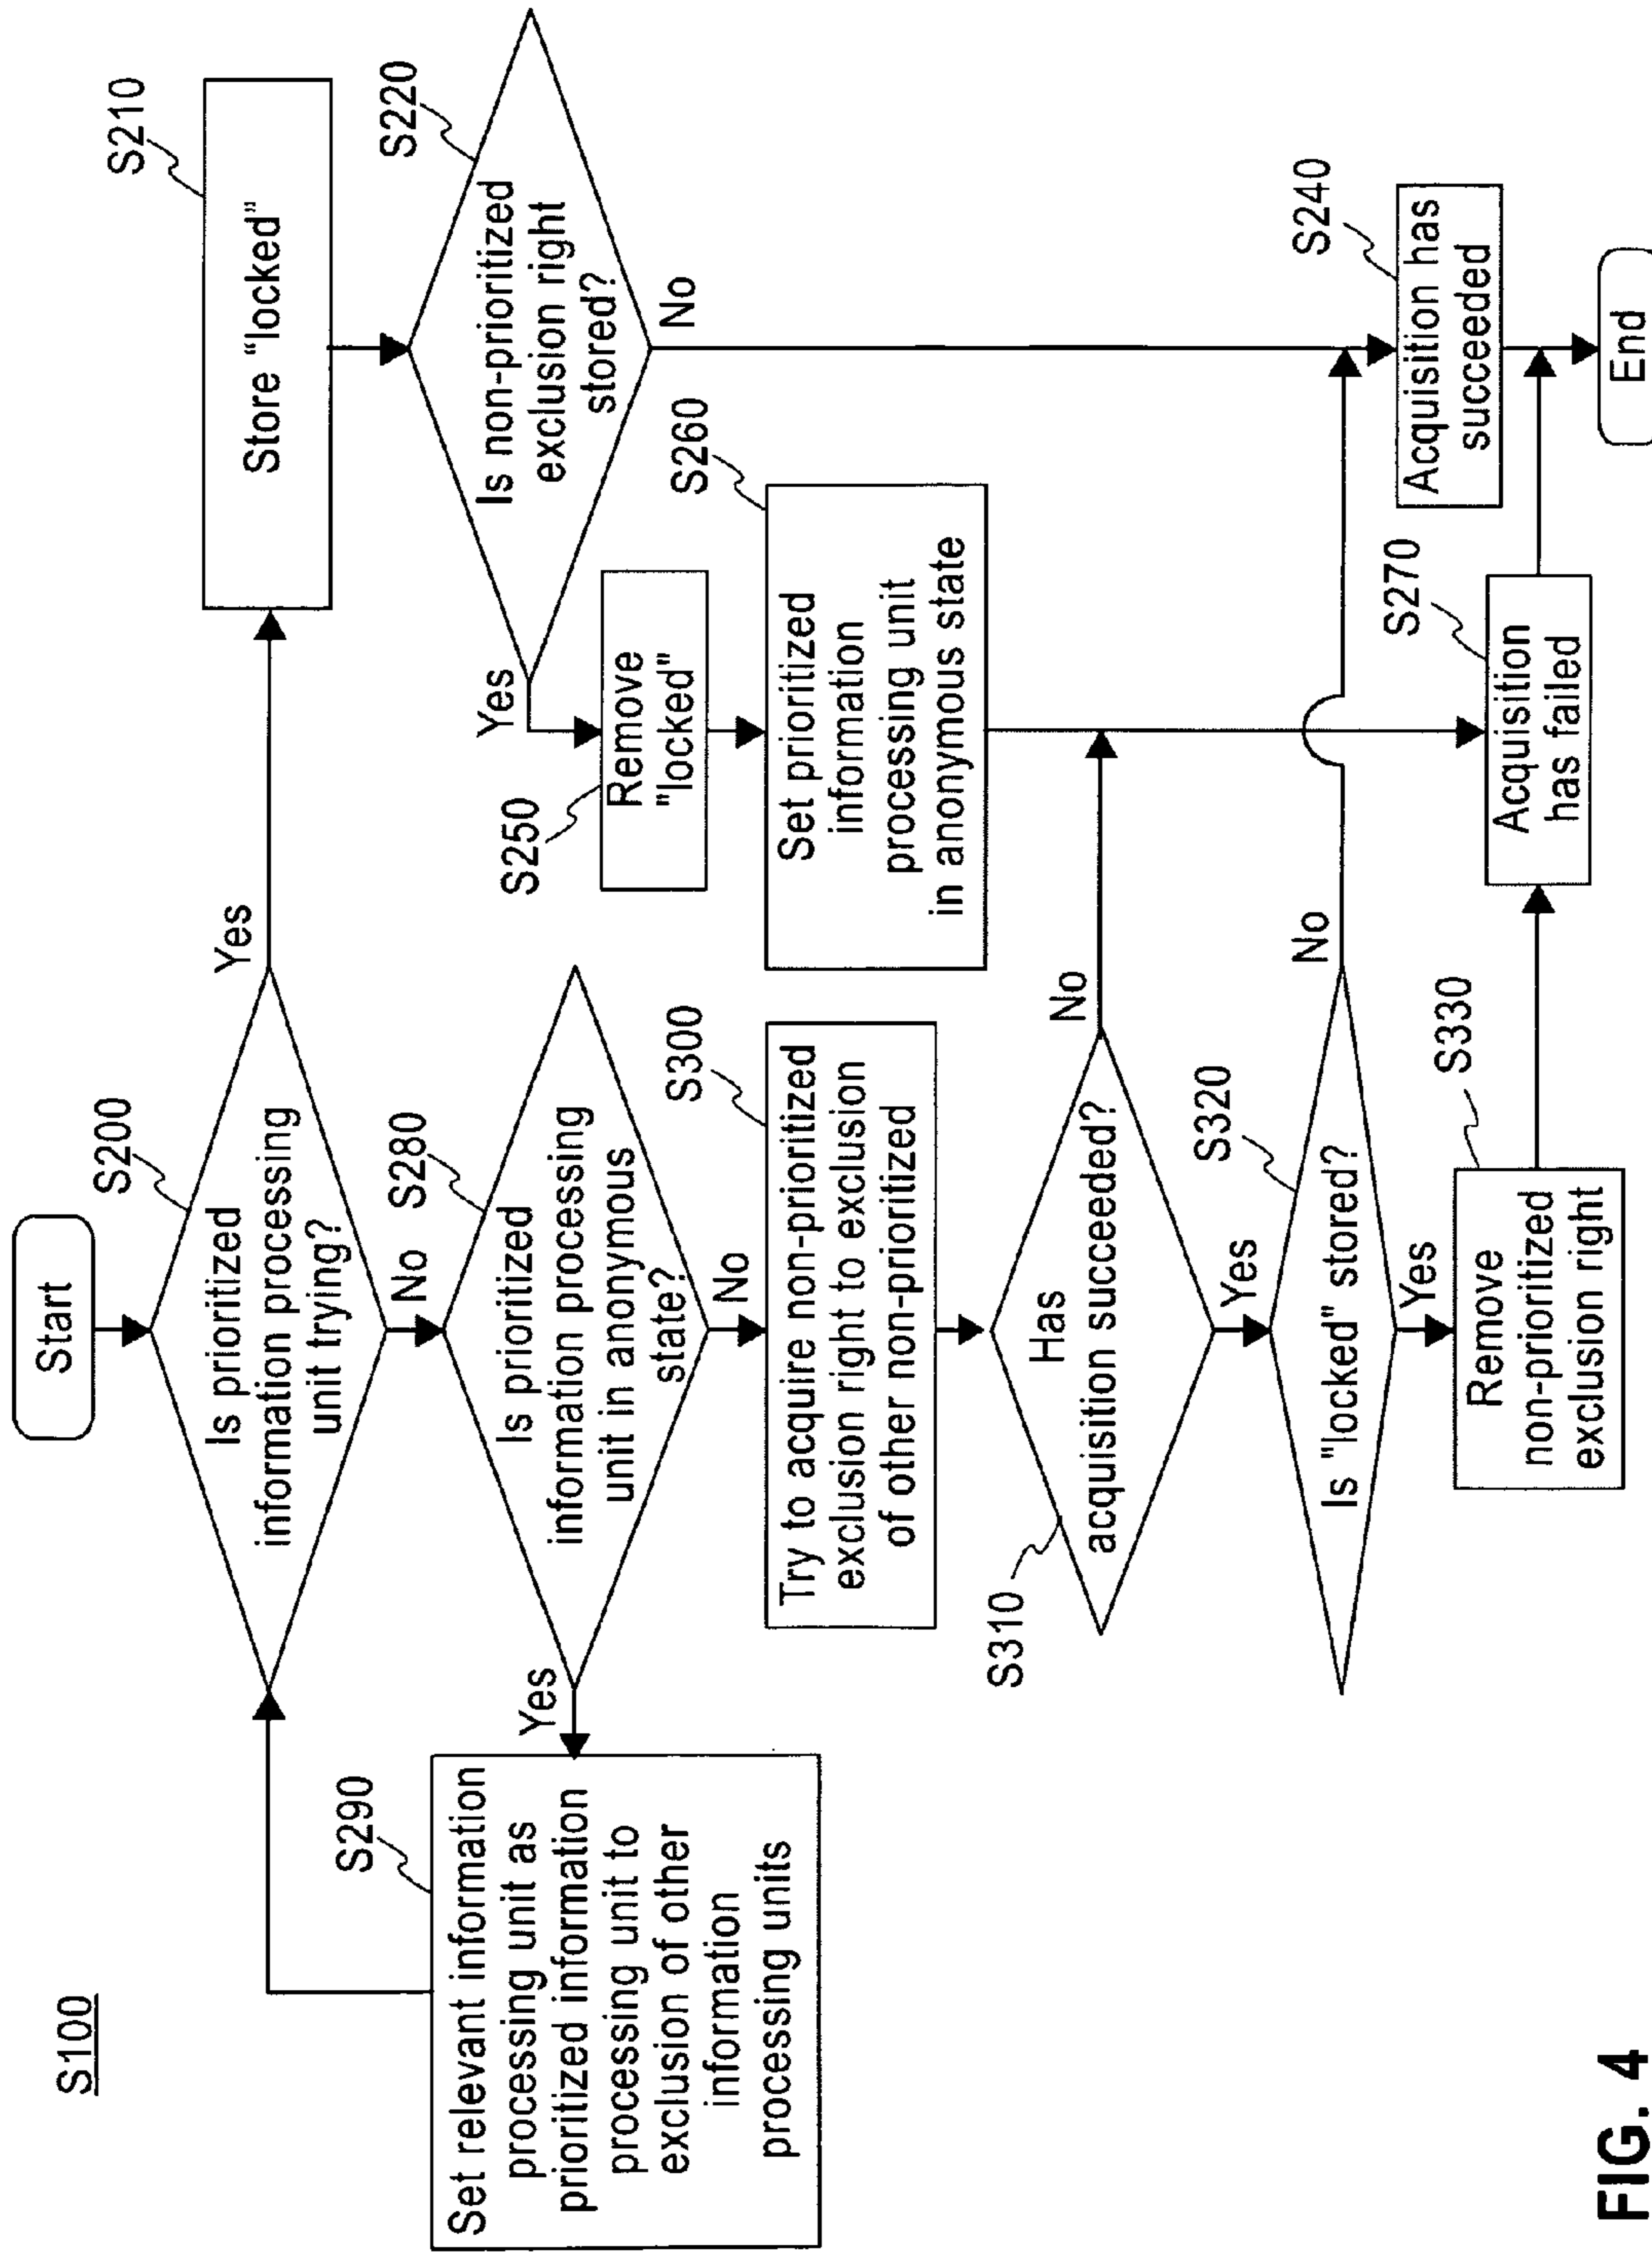 S100
Start
S200
Is prioritized
information processing
unit trying?
Yes
No
S210
Store "locked"
S220
Is non-prioritized
exclusion right
stored?
Yes
No
S250
Remove
"locked"
S260
Set prioritized
information
processing unit
in anonymous state
S280
Is prioritized
information processing
unit in anonymous
state?
Yes
No
S290
Set relevant information
processing unit as
prioritized information
processing unit to
exclusion of other
information
processing units
S300
Try to acquire non-prioritized
exclusion right to exclusion
of other non-prioritized
S310
Has
acquisition succeeded?
No
Yes
S320
Is "locked" stored?
No
Yes
S330
Remove
non-prioritized
exclusion right
S270
Acquisition
has failed
S240
Acquisition has
succeeded
End
FIG. 4